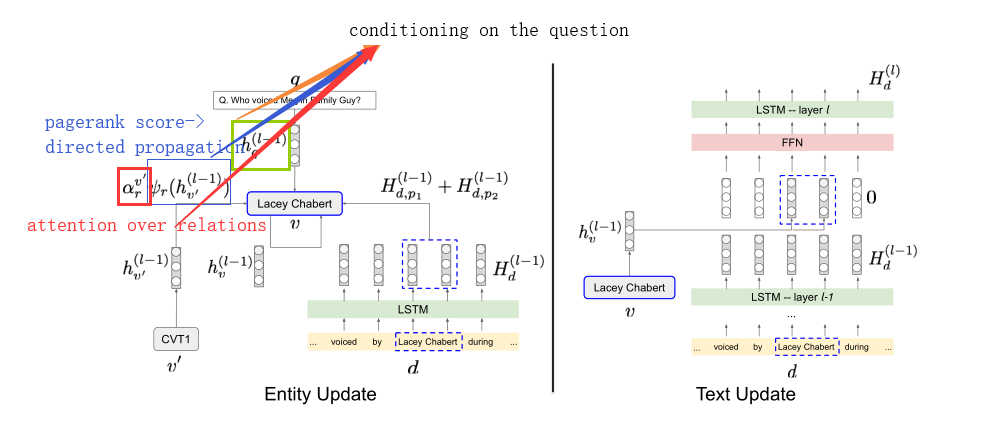 conditioning on the question
q
Q. Who voiced Meg in Family Guy?
pagerank score->
directed propagation
h_q^{(l-1)}
α_r^{v'} ψ_r(h_{v'}^{(l-1)})
attention over relations
Lacey Chabert
v
H_{d,p_1}^{(l-1)} + H_{d,p_2}^{(l-1)}
h_{v'}^{(l-1)}
h_v^{(l-1)}
H_d^{(l-1)}
LSTM
CVT1
v'
... voiced by Lacey Chabert during ...
d
Entity Update
H_d^{(l)}
LSTM -- layer l
FFN
0
h_v^{(l-1)}
H_d^{(l-1)}
Lacey Chabert
v
LSTM -- layer l-1
...
... voiced by Lacey Chabert during ...
d
Text Update